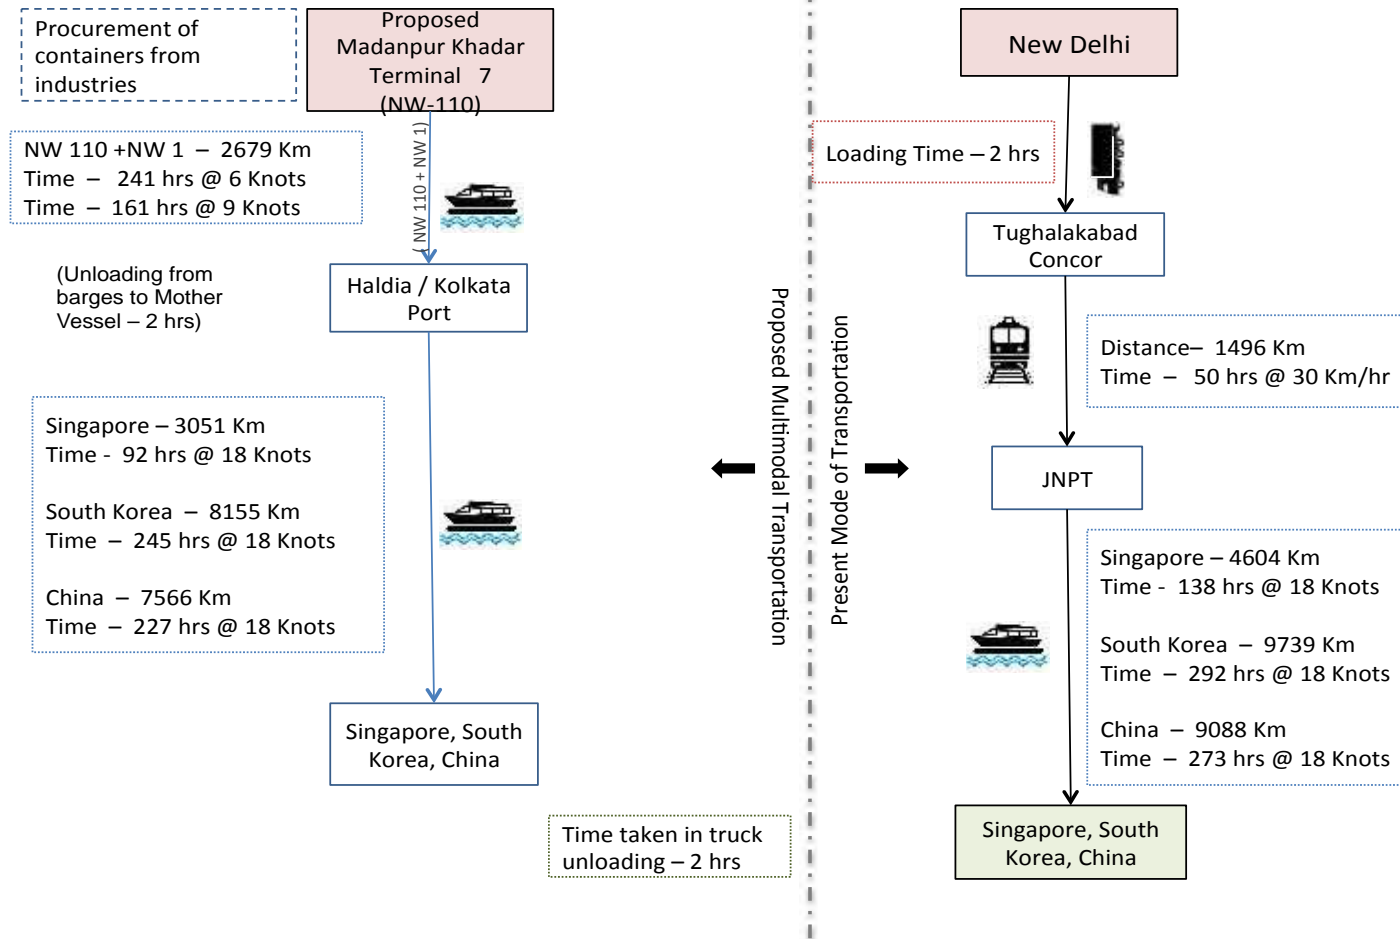 Procurement of
containers from
industries
Proposed
Madanpur Khadar
Terminal 7
(NW-110)
NW 110 +NW 1 – 2679 Km
Time – 241 hrs @ 6 Knots
Time – 161 hrs @ 9 Knots
( NW 110 + NW 1)
(Unloading from
barges to Mother
Vessel – 2 hrs)
Haldia / Kolkata
Port
Singapore – 3051 Km
Time - 92 hrs @ 18 Knots
South Korea – 8155 Km
Time – 245 hrs @ 18 Knots
China – 7566 Km
Time – 227 hrs @ 18 Knots
Singapore, South
Korea, China
Time taken in truck
unloading – 2 hrs
Proposed Multimodal Transportation
Present Mode of Transportation
New Delhi
Loading Time – 2 hrs
Tughalakabad
Concor
Distance– 1496 Km
Time – 50 hrs @ 30 Km/hr
JNPT
Singapore – 4604 Km
Time - 138 hrs @ 18 Knots
South Korea – 9739 Km
Time – 292 hrs @ 18 Knots
China – 9088 Km
Time – 273 hrs @ 18 Knots
Singapore, South
Korea, China